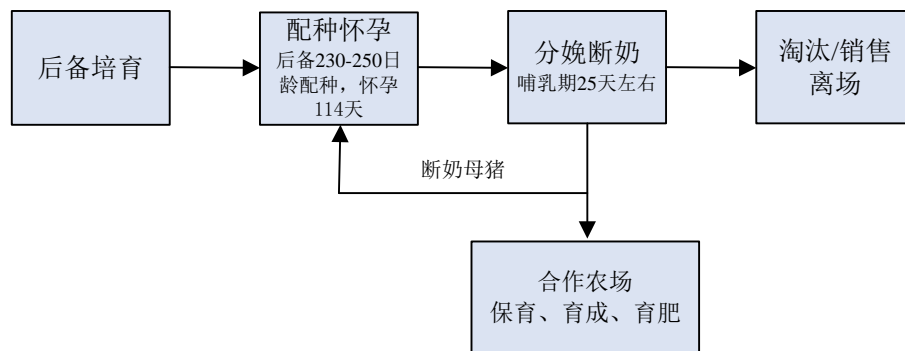 后备培育
配种怀孕
后备230-250日
龄配种，怀孕
114天
分娩断奶
哺乳期25天左右
淘汰/销售
离场
断奶母猪
合作农场
保育、育成、育肥